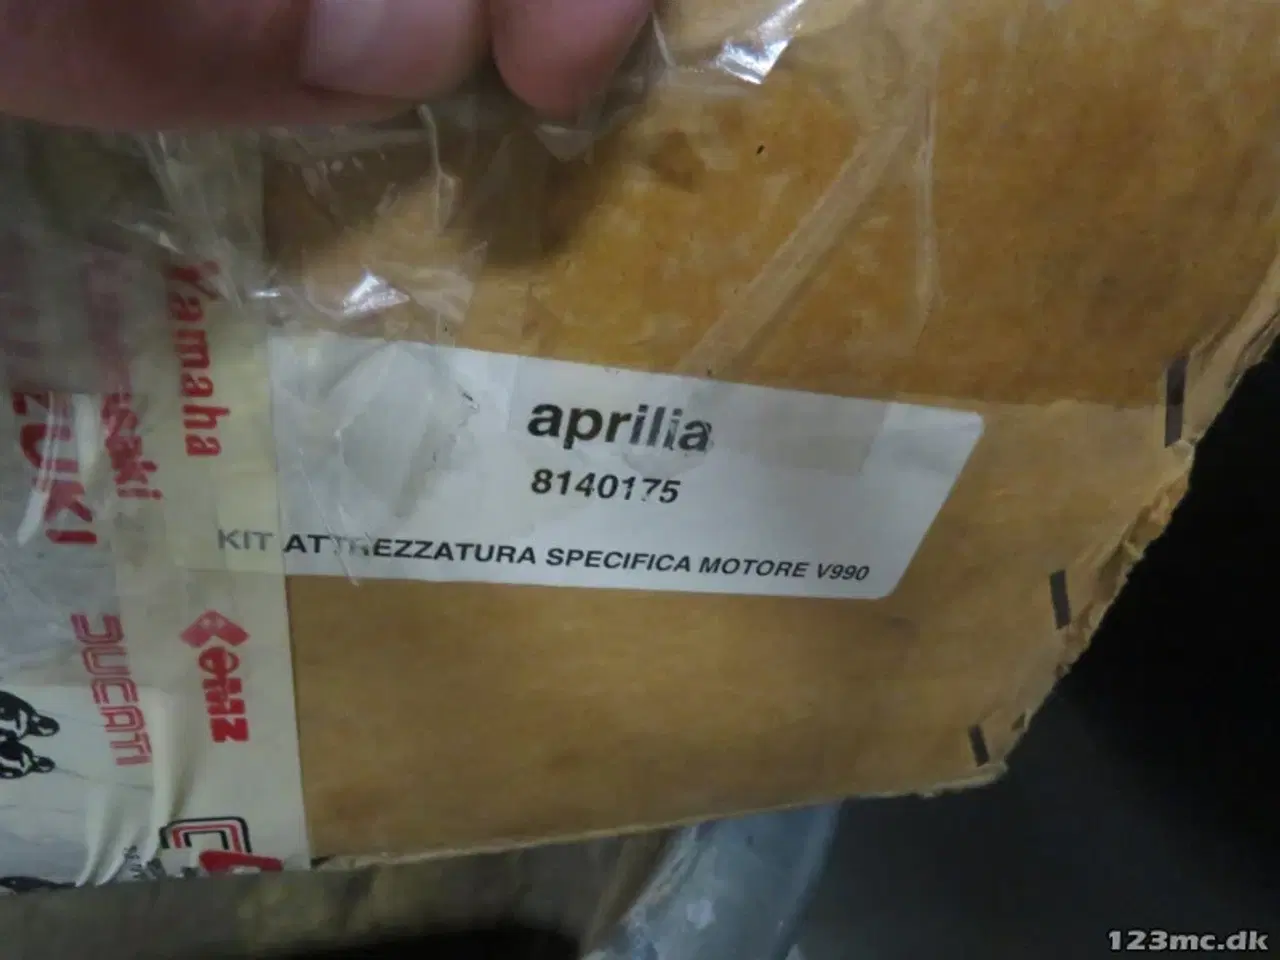 aprilia
8140175
KIT ATTREZZATURA SPECIFICA MOTORE V990
Yamaha
DUCATI
123mc.dk